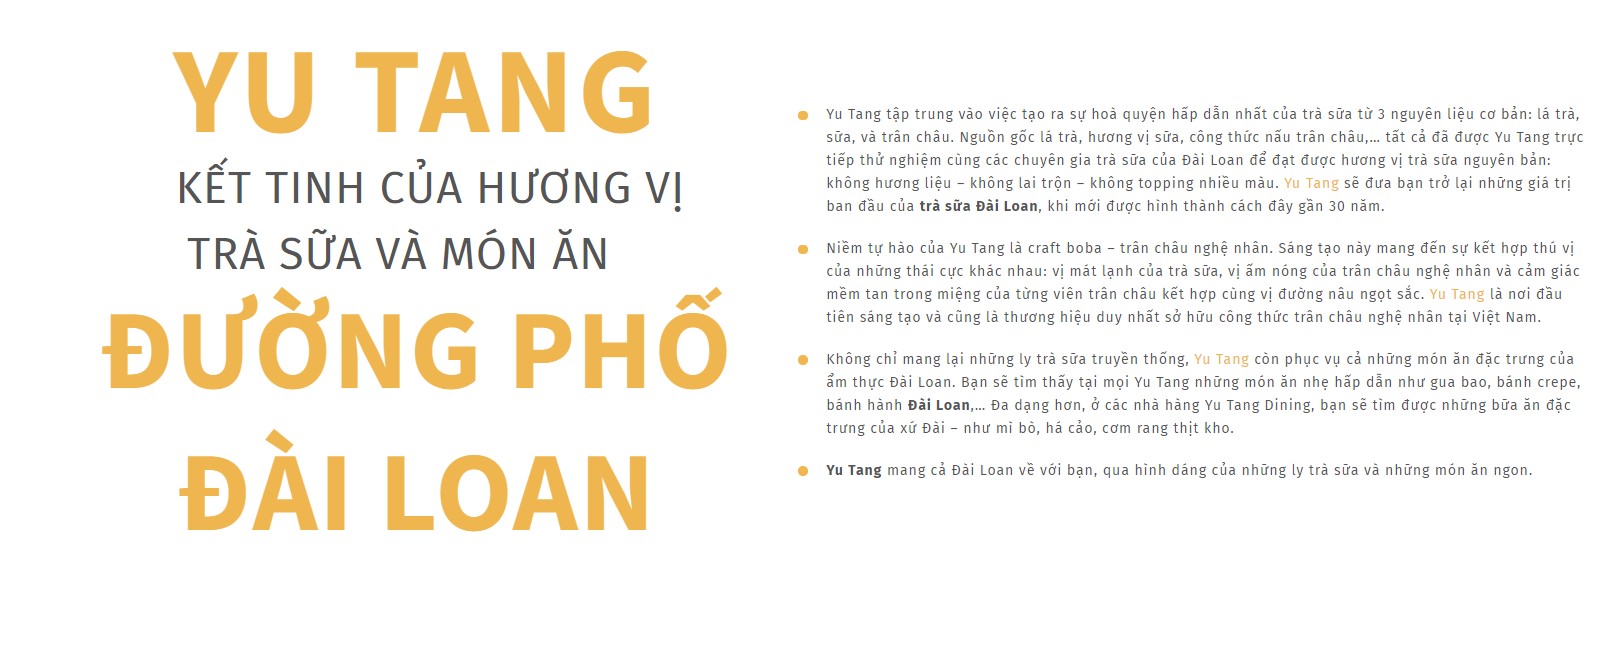 YU TANG
KẾT TINH CỦA HƯƠNG VỊ
TRÀ SỮA VÀ MÓN ĂN
ĐƯỜNG PHỐ
ĐÀI LOAN
Yu Tang tập trung vào việc tạo ra sự hoà quyện hấp dẫn nhất của trà sữa từ 3 nguyên liệu cơ bản: lá trà,
sữa, và trân châu. Nguồn gốc lá trà, hương vị sữa, công thức nấu trân châu,... tất cả đã được Yu Tang trực
tiếp thử nghiệm cùng các chuyên gia trà sữa của Đài Loan để đạt được hương vị trà sữa nguyên bản:
không hương liệu – không lai trộn – không topping nhiều màu. Yu Tang sẽ đưa bạn trở lại những giá trị
ban đầu của trà sữa Đài Loan, khi mới được hình thành cách đây gần 30 năm.
Niềm tự hào của Yu Tang là craft boba – trân châu nghệ nhân. Sáng tạo này mang đến sự kết hợp thú vị
của những thái cực khác nhau: vị mát lạnh của trà sữa, vị ấm nóng của trân châu nghệ nhân và cảm giác
mềm tan trong miệng của từng viên trân châu kết hợp cùng vị đường nâu ngọt sắc. Yu Tang là nơi đầu
tiên sáng tạo và cũng là thương hiệu duy nhất sở hữu công thức trân châu nghệ nhân tại Việt Nam.
Không chỉ mang lại những ly trà sữa truyền thống, Yu Tang còn phục vụ cả những món ăn đặc trưng của
ẩm thực Đài Loan. Bạn sẽ tìm thấy tại mọi Yu Tang những món ăn nhẹ hấp dẫn như gua bao, bánh crepe,
bánh hành Đài Loan,... Đa dạng hơn, ở các nhà hàng Yu Tang Dining, bạn sẽ tìm được những bữa ăn đặc
trưng của xứ Đài – như mì bò, há cảo, cơm rang thịt kho.
Yu Tang mang cả Đài Loan về với bạn, qua hình dáng của những ly trà sữa và những món ăn ngon.